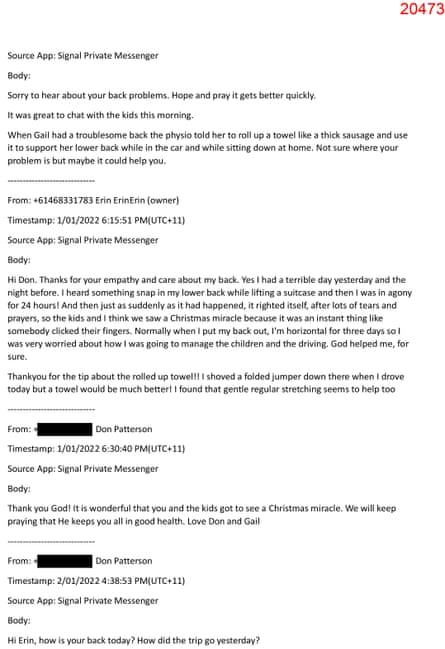 20473
Source App: Signal Private Messenger
Body:
Sorry to hear about your back problems. Hope and pray it gets better quickly.
It was great to chat with the kids this morning.
When Gail had a troublesome back the physio told her to roll up a towel like a thick sausage and use
it to support her lower back while in the car and while sitting down at home. Not sure where your
problem is but maybe it could help you.
-----------------------------
From: +61468331783 Erin ErinErin (owner)
Timestamp: 1/01/2022 6:15:51 PM(UTC+11)
Source App: Signal Private Messenger
Body:
Hi Don. Thanks for your empathy and care about my back. Yes I had a terrible day yesterday and the
night before. I heard something snap in my lower back while lifting a suitcase and then I was in agony
for 24 hours! And then just as suddenly as it had happened, it righted itself, after lots of tears and
prayers, so the kids and I think we saw a Christmas miracle because it was an instant thing like
somebody clicked their fingers. Normally when I put my back out, I'm horizontal for three days so I
was very worried about how I was going to manage the children and the driving. God helped me, for
sure.
Thankyou for the tip about the rolled up towel!! I shoved a folded jumper down there when I drove
today but a towel would be much better! I found that gentle regular stretching seems to help too
-----------------------------
From: + Don Patterson
Timestamp: 1/01/2022 6:30:40 PM(UTC+11)
Source App: Signal Private Messenger
Body:
Thank you God! It is wonderful that you and the kids got to see a Christmas miracle. We will keep
praying that He keeps you all in good health. Love Don and Gail
-----------------------------
From: + Don Patterson
Timestamp: 2/01/2022 4:38:53 PM(UTC+11)
Source App: Signal Private Messenger
Body:
Hi Erin, how is your back today? How did the trip go yesterday?